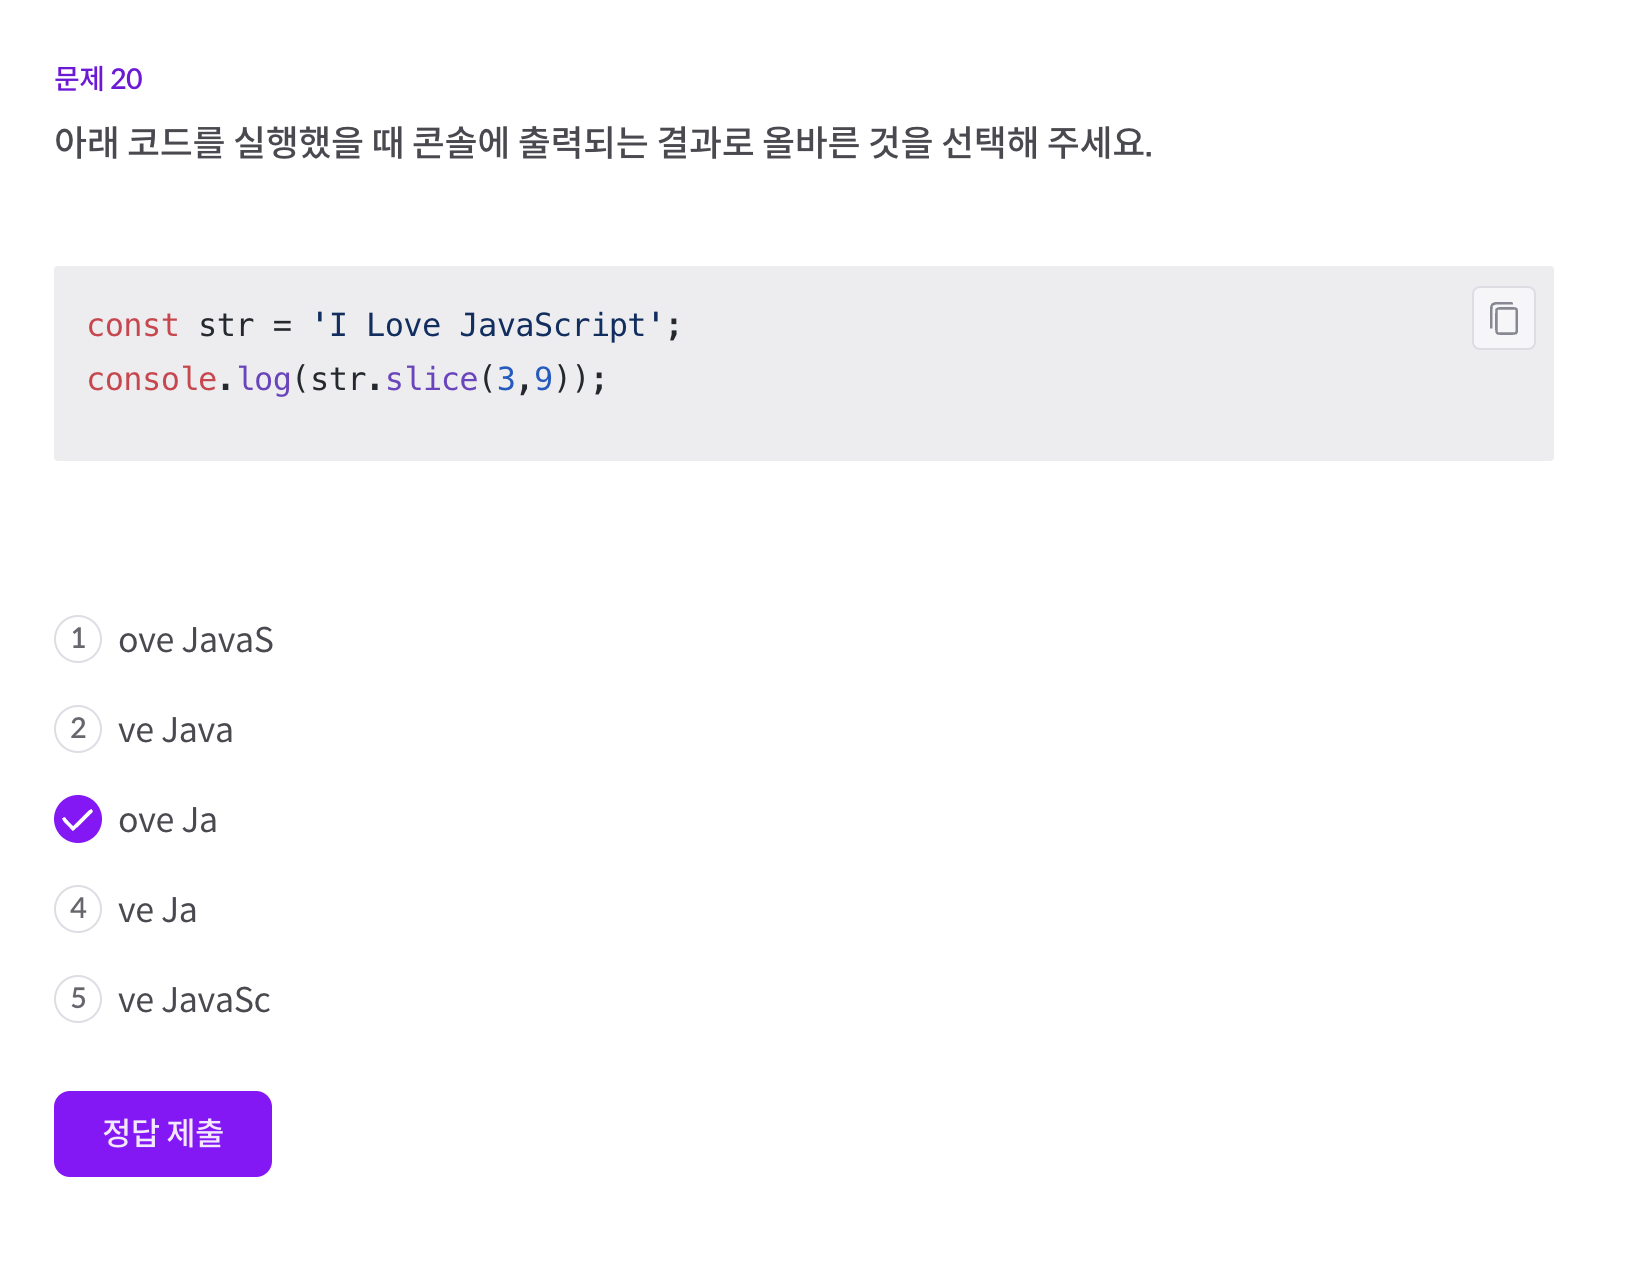 문제 20
아래 코드를 실행했을 때 콘솔에 출력되는 결과로 올바른 것을 선택해 주세요.
const str = 'I Love JavaScript';
console.log(str.slice(3,9));
1 ove JavaS
2 ve Java
ove Ja
4 ve Ja
5 ve JavaSc
정답 제출